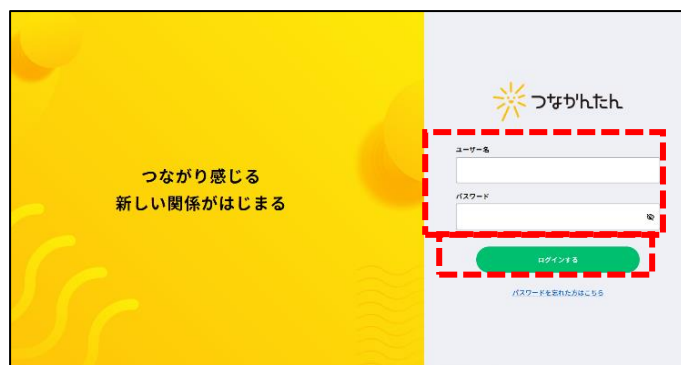 つながり感じる
新しい関係がはじまる
つなかんたん
ユーザー名
パスワード
ログインする
パスワードを忘れた方はこちら